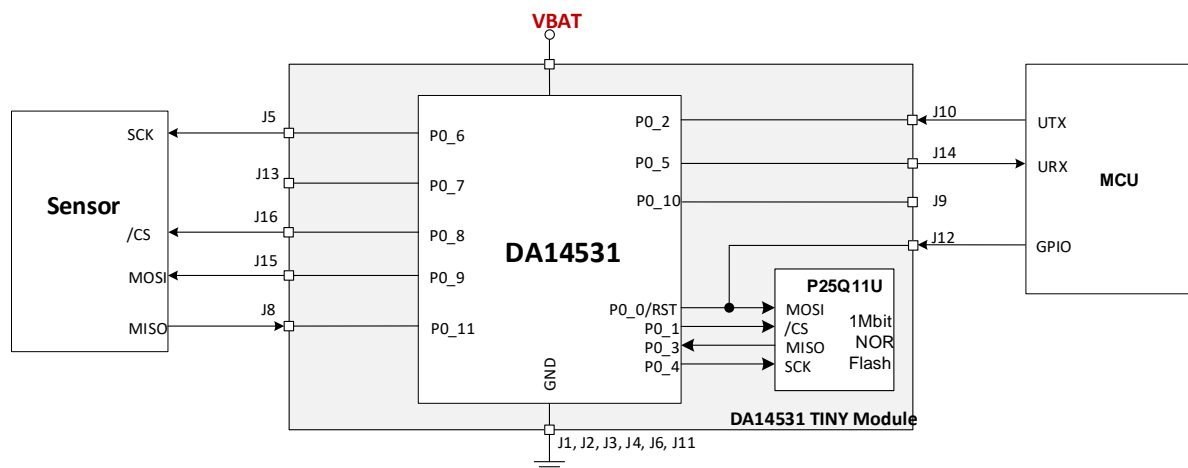 VBAT
Sensor
SCK
/CS
MOSI
MISO
J5
J13
J16
J15
J8
P0_6
P0_7
P0_8
P0_9
P0_11
DA14531
P0_2
P0_5
P0_10
P0_0/RST
P0_1
P0_3
P0_4
GND
P25Q11U
MOSI
/CS
MISO
SCK
1Mbit
NOR
Flash
DA14531 TINY Module
J10
J14
J9
J12
UTX
URX
GPIO
MCU
J1, J2, J3, J4, J6, J11